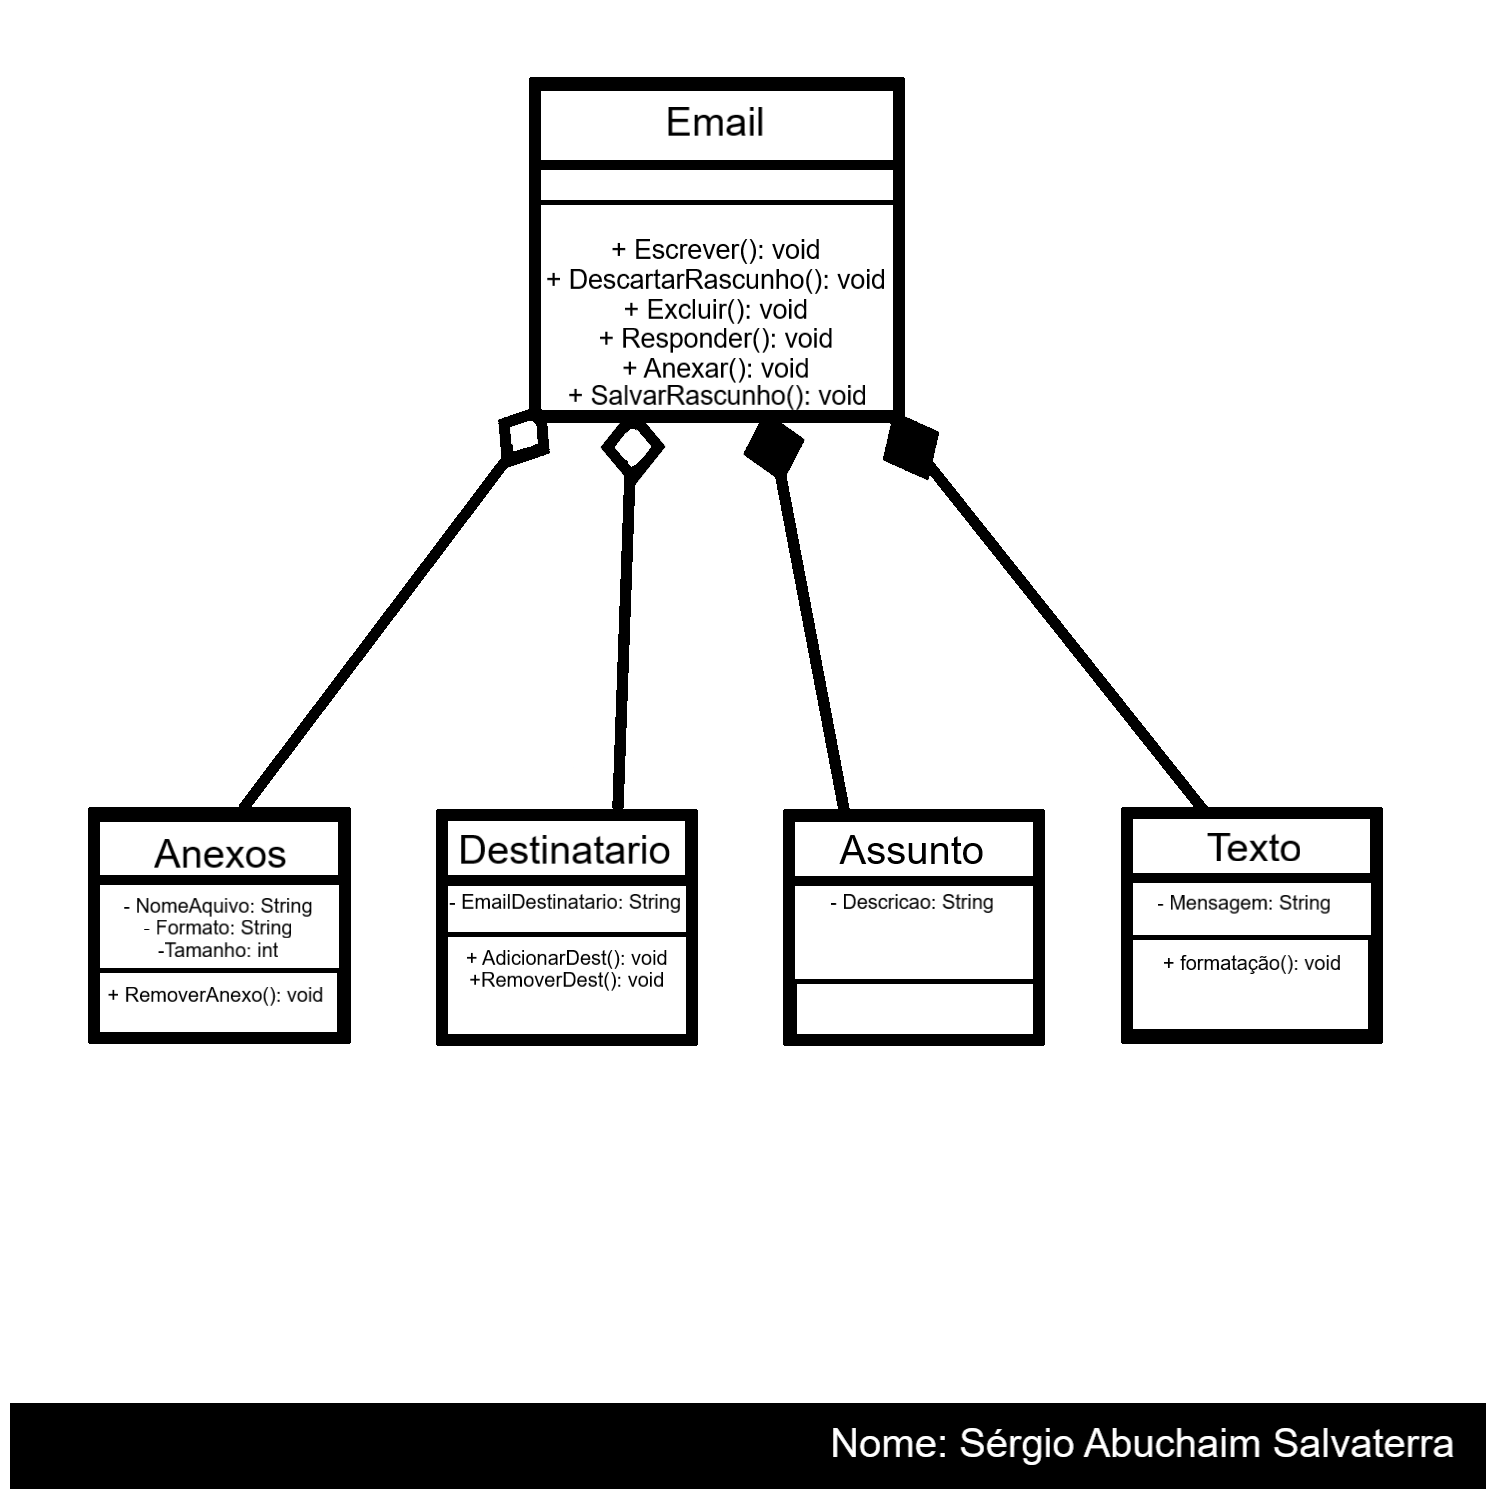 Email
+ Escrever(): void
+ DescartarRascunho(): void
+ Excluir(): void
+ Responder(): void
+ Anexar(): void
+ SalvarRascunho(): void
Anexos
- NomeAquivo: String
- Formato: String
-Tamanho: int
+ RemoverAnexo(): void
Destinatario
- EmailDestinatario: String
+ AdicionarDest(): void
+RemoverDest(): void
Assunto
- Descricao: String
Texto
- Mensagem: String
+ formatação(): void
Nome: Sérgio Abuchaim Salvaterra